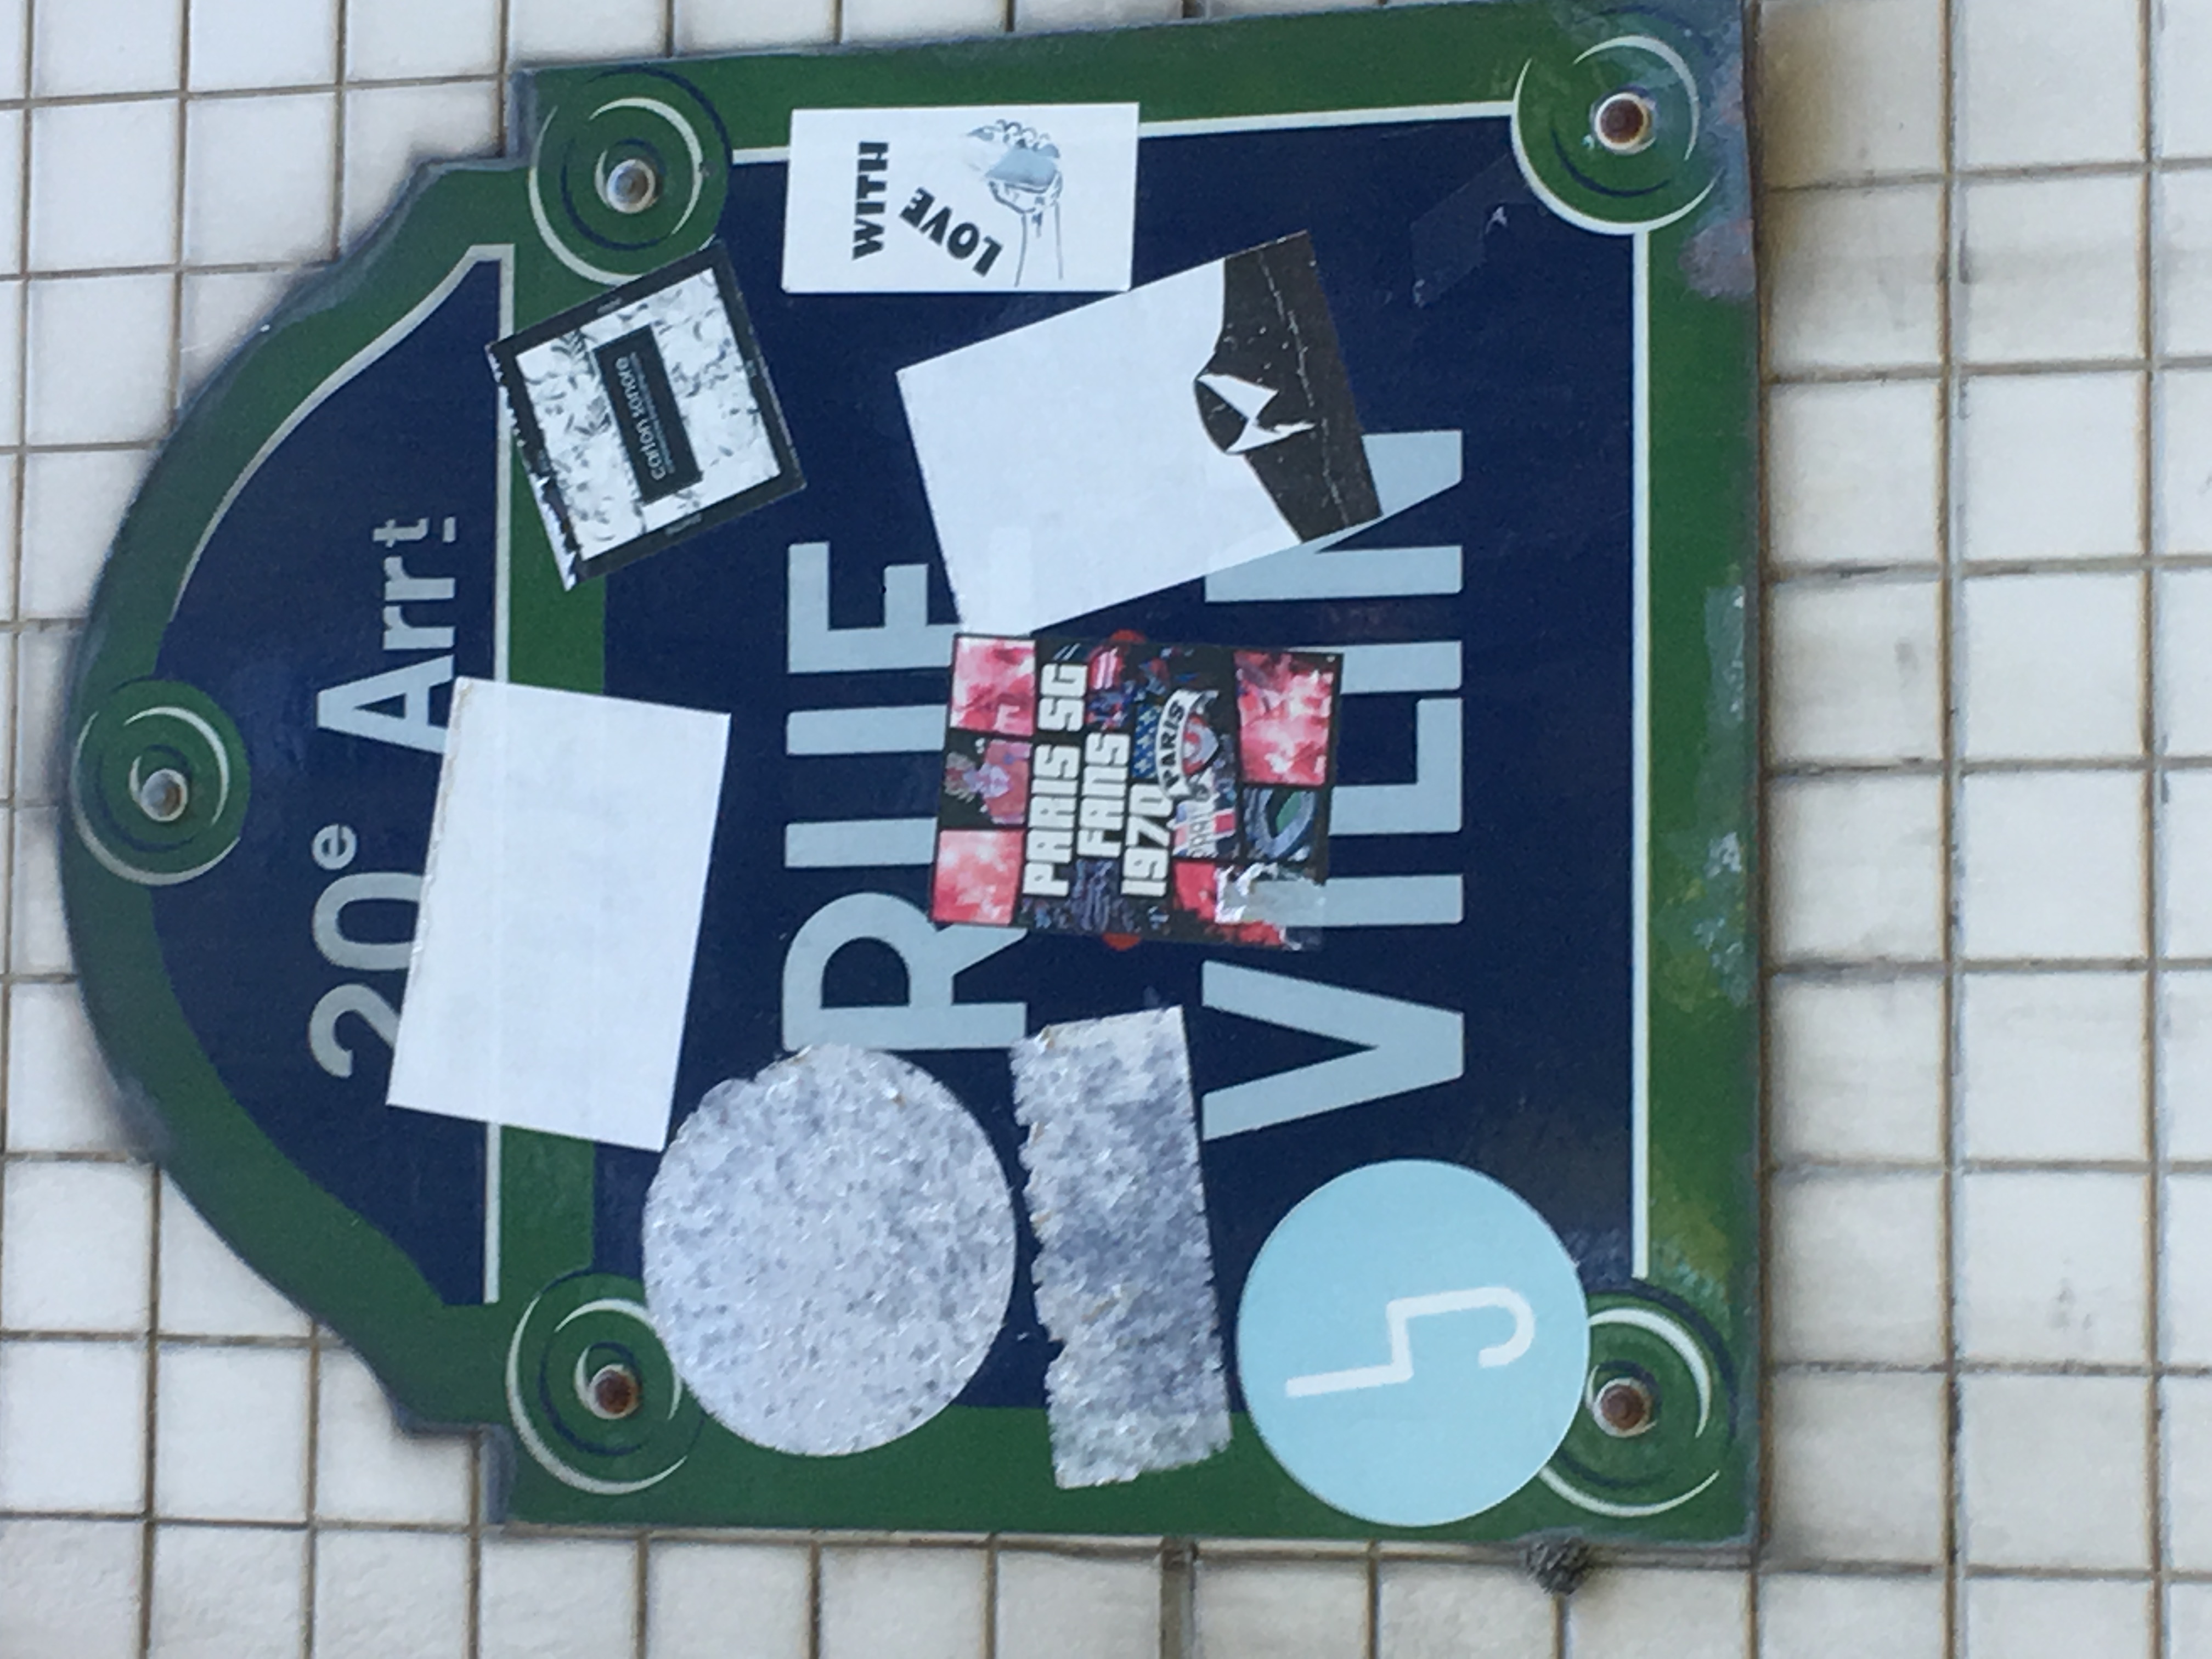 20e Arrt
carton sonore
RUE
WITH
LOVE
PARIS SG
FANS
1970
PARIS
VILIN